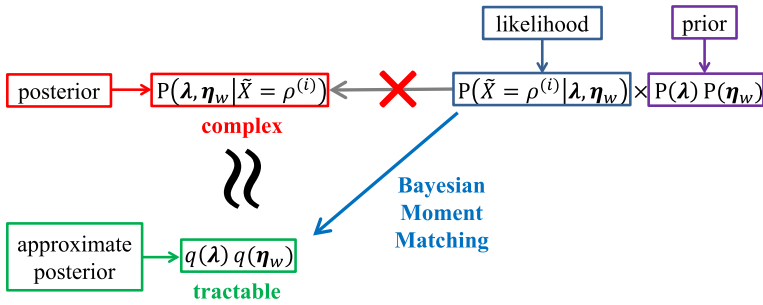 likelihood
prior
posterior
P(𝝀, 𝜼_w|X̃ = ρ^(i))
P(X̃ = ρ^(i)|𝝀, 𝜼_w) × P(𝝀) P(𝜼_w)
complex
≈
Bayesian
Moment
Matching
approximate
posterior
q(𝝀) q(𝜼_w)
tractable